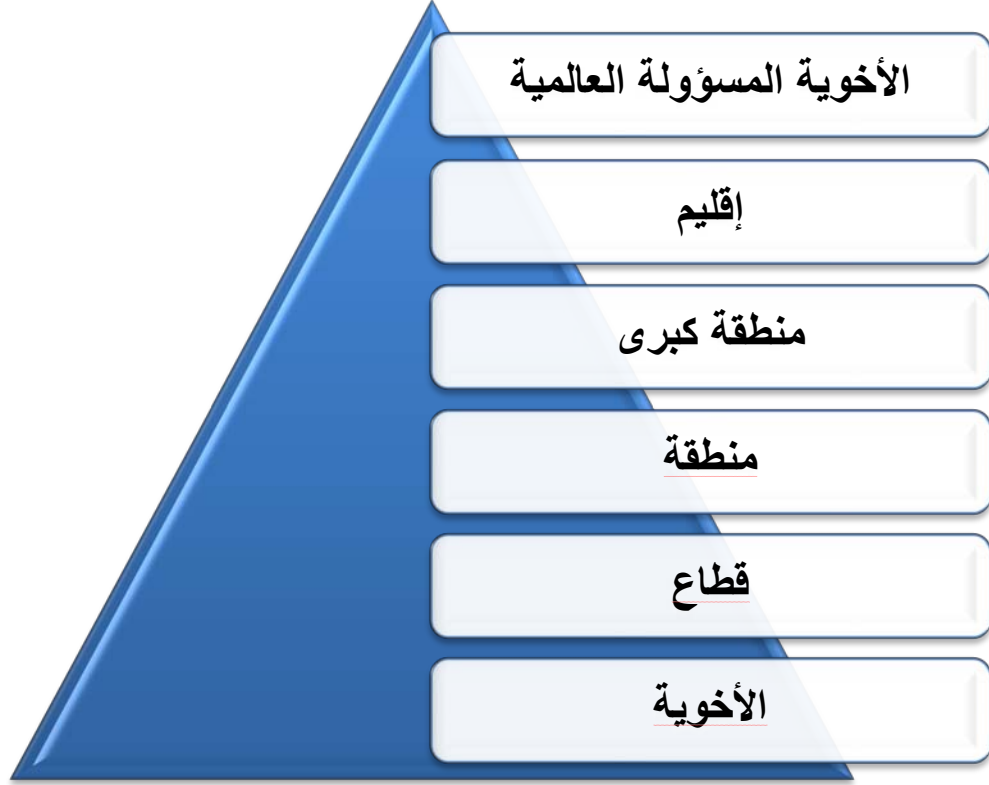 الأخوية المسؤولة العالمية
إقليم
منطقة كبرى
منطقة
قطاع
الأخوية